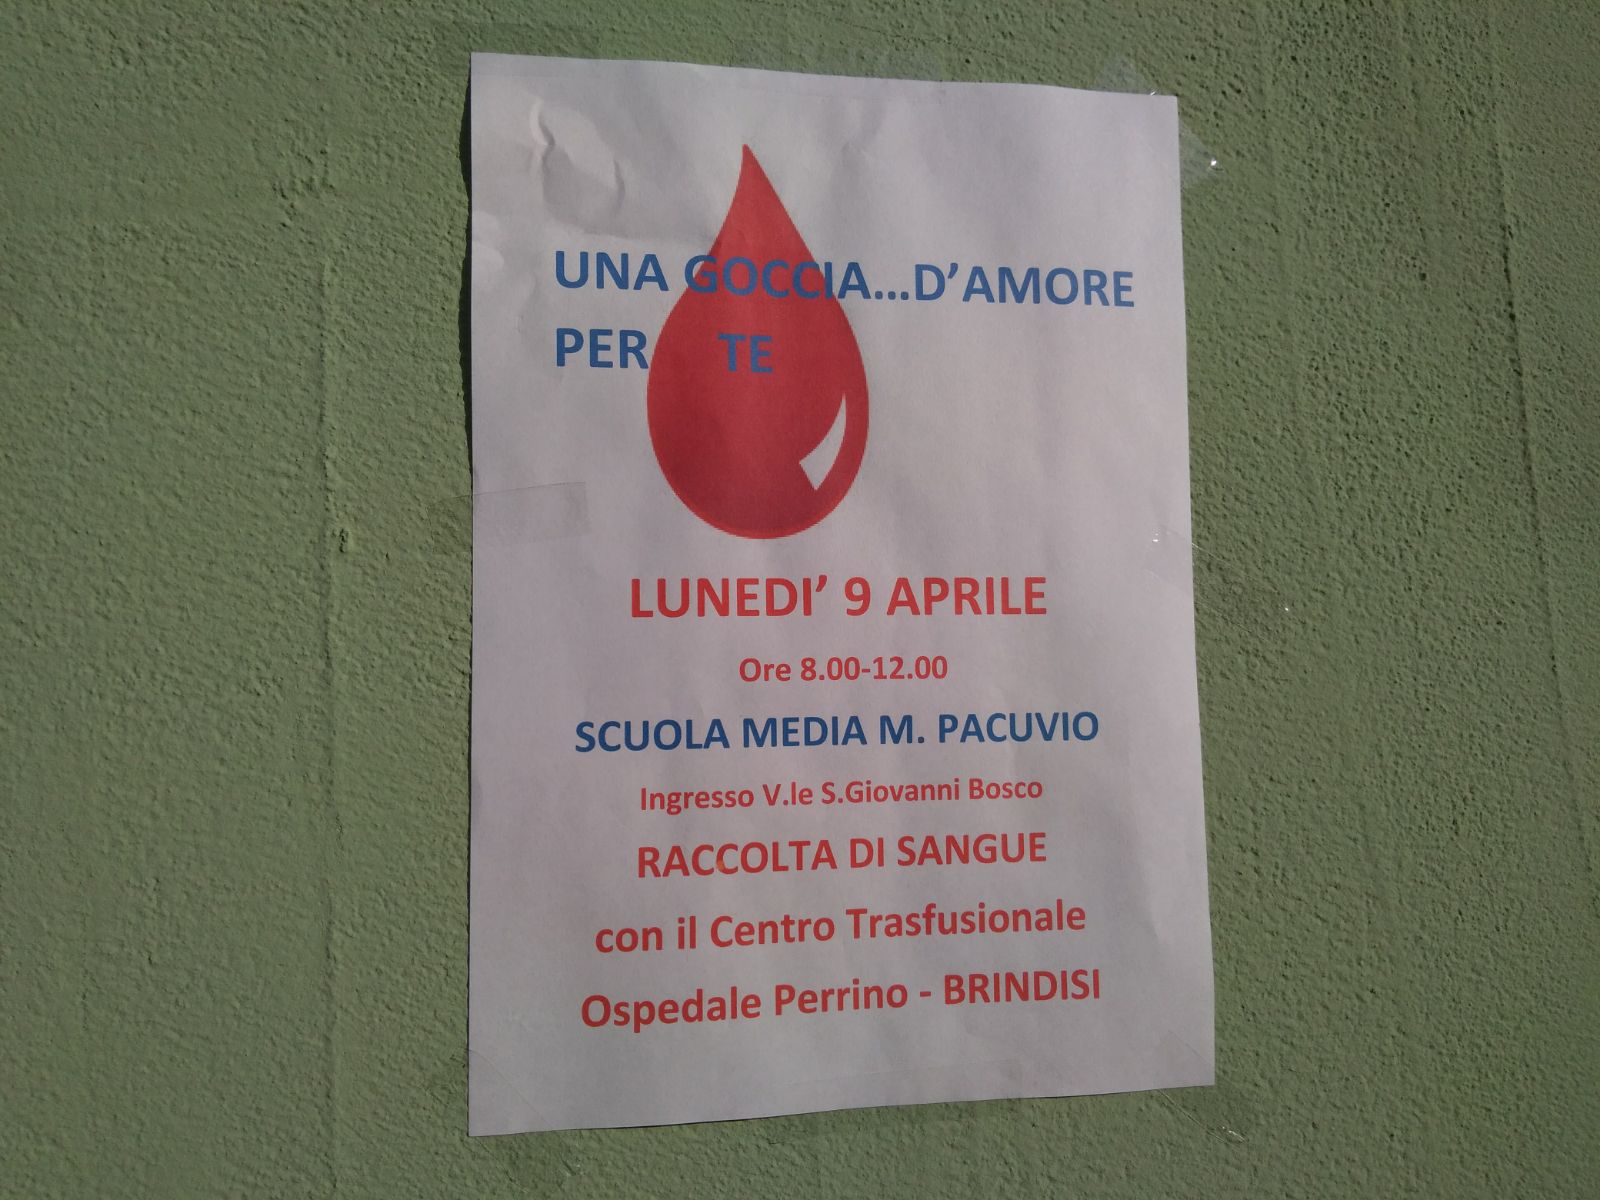 UNA GOCCIA...D'AMORE
PER TE
LUNEDI' 9 APRILE
Ore 8.00-12.00
SCUOLA MEDIA M. PACUVIO
Ingresso V.le S.Giovanni Bosco
RACCOLTA DI SANGUE
con il Centro Trasfusionale
Ospedale Perrino - BRINDISI